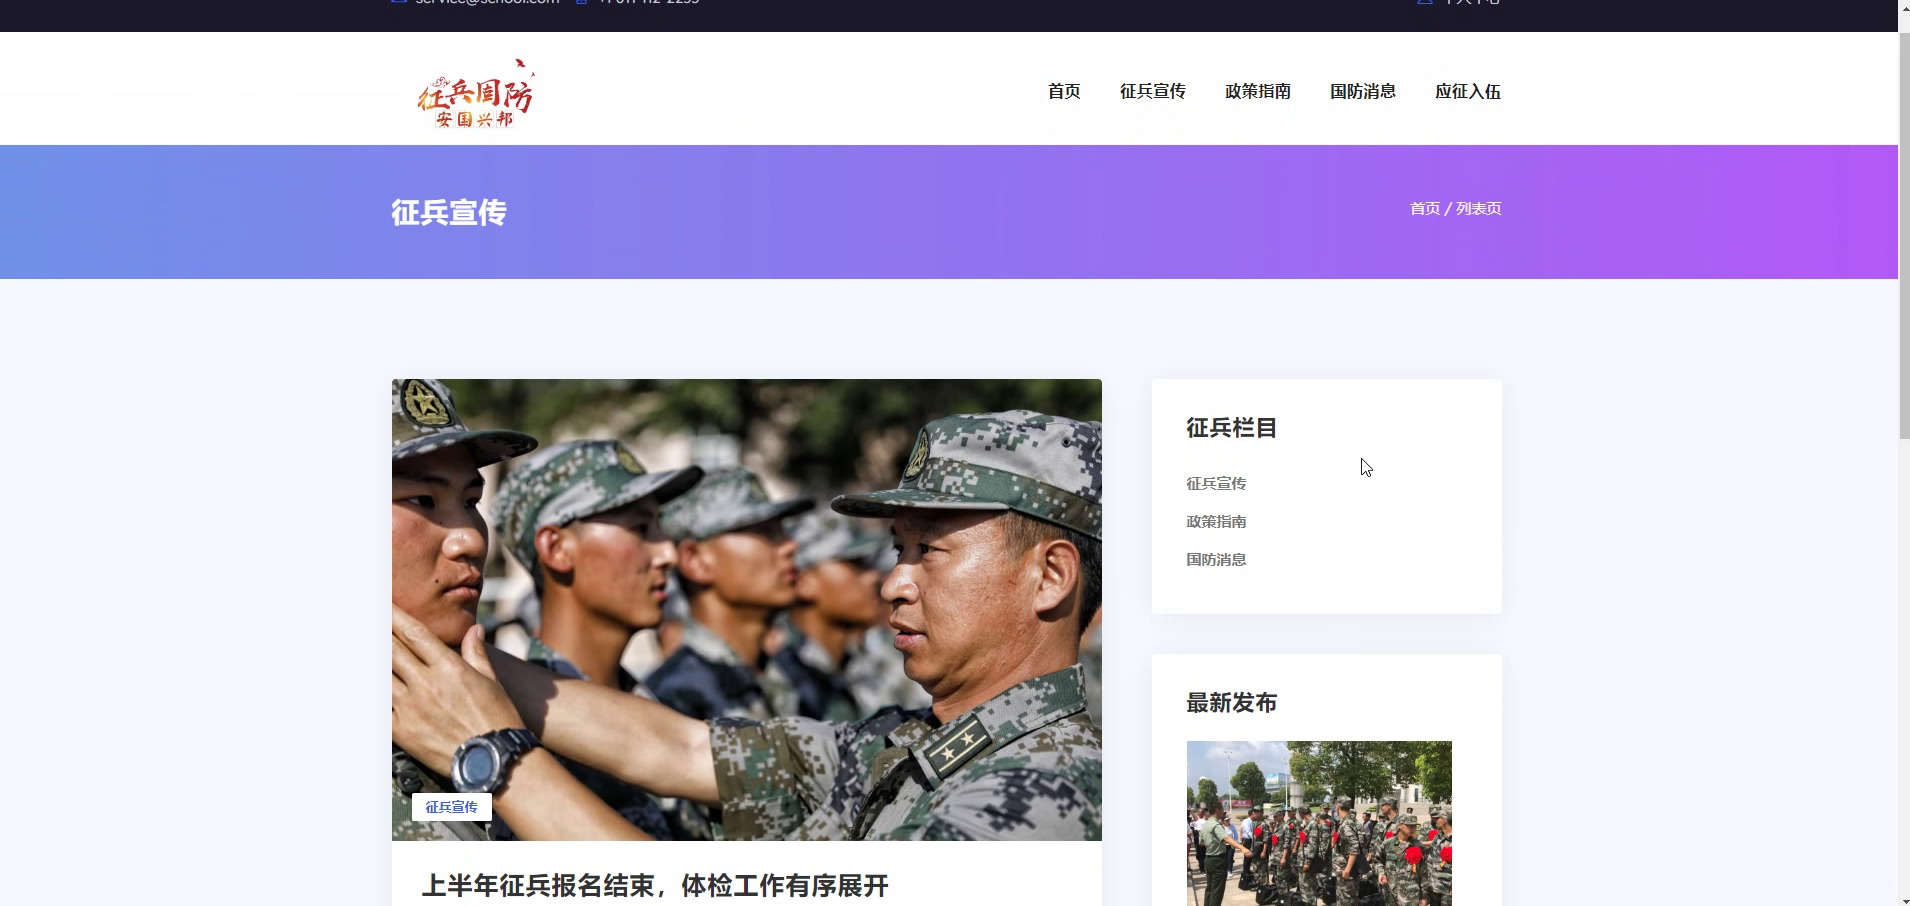 service@school.com
首页 征兵宣传 政策指南 国防消息 应征入伍
征兵国防
安国兴邦
征兵宣传
首页 / 列表页
征兵栏目
征兵宣传
政策指南
国防消息
最新发布
征兵宣传
上半年征兵报名结束，体检工作有序展开